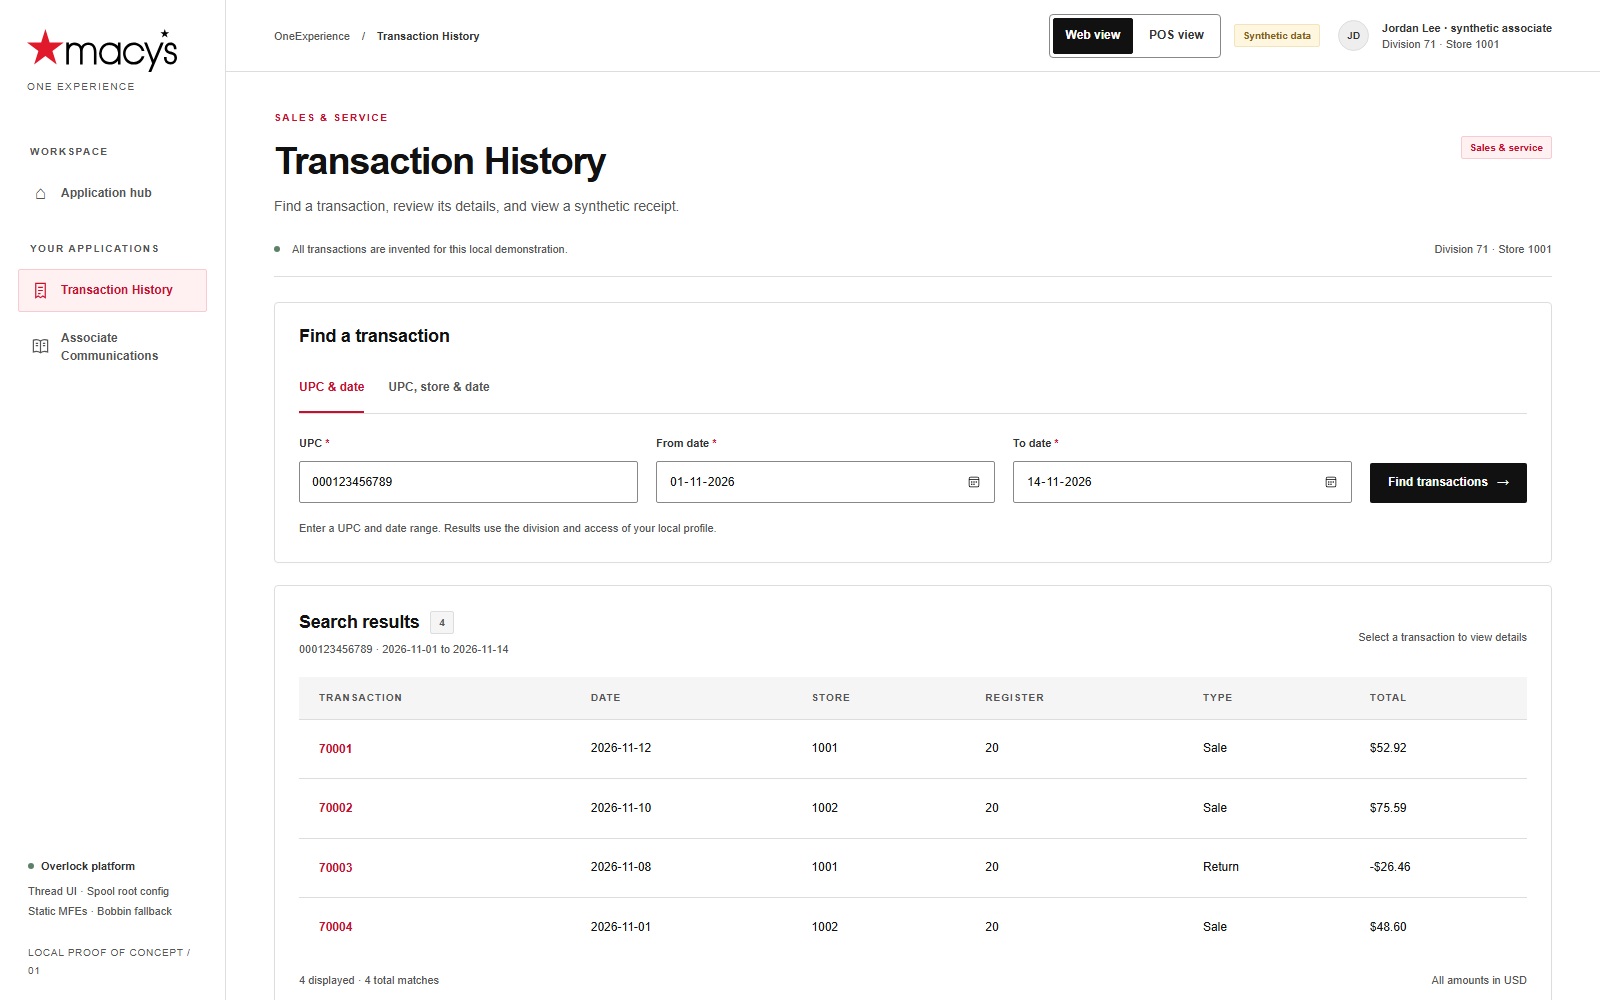 macy's
ONE EXPERIENCE
WORKSPACE
Application hub
YOUR APPLICATIONS
Transaction History
Associate
Communications
Overlock platform
Thread UI · Spool root config
Static MFEs · Bobbin fallback
LOCAL PROOF OF CONCEPT /
01
OneExperience / Transaction History
Web view POS view
Synthetic data
JD
Jordan Lee · synthetic associate
Division 71 · Store 1001
SALES & SERVICE
Transaction History
Sales & service
Find a transaction, review its details, and view a synthetic receipt.
All transactions are invented for this local demonstration. Division 71 · Store 1001
Find a transaction
UPC & date UPC, store & date
UPC * From date * To date *
000123456789 01-11-2026 14-11-2026 Find transactions →
Enter a UPC and date range. Results use the division and access of your local profile.
Search results 4
000123456789 · 2026-11-01 to 2026-11-14
Select a transaction to view details
TRANSACTION DATE STORE REGISTER TYPE TOTAL
70001 2026-11-12 1001 20 Sale $52.92
70002 2026-11-10 1002 20 Sale $75.59
70003 2026-11-08 1001 20 Return -$26.46
70004 2026-11-01 1002 20 Sale $48.60
4 displayed · 4 total matches All amounts in USD